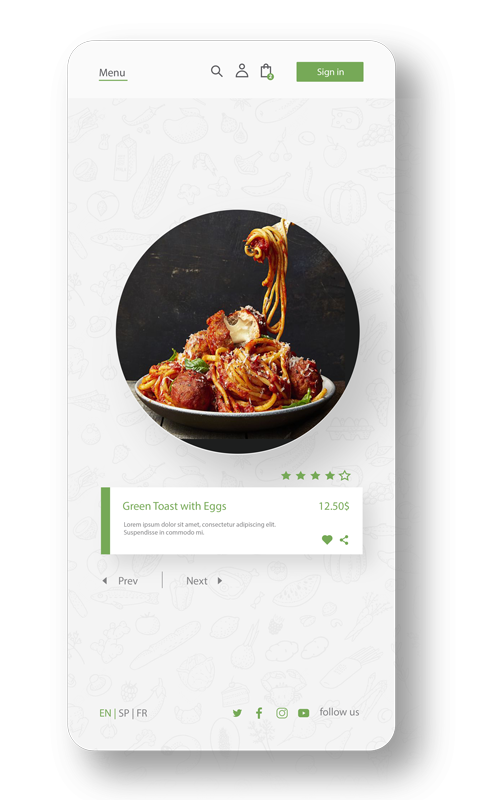 Menu
2
Sign in
Green Toast with Eggs
12.50$
Lorem ipsum dolor sit amet, consectetur adipiscing elit.
Suspendisse in commodo mi.
Prev | Next
EN | SP | FR
follow us